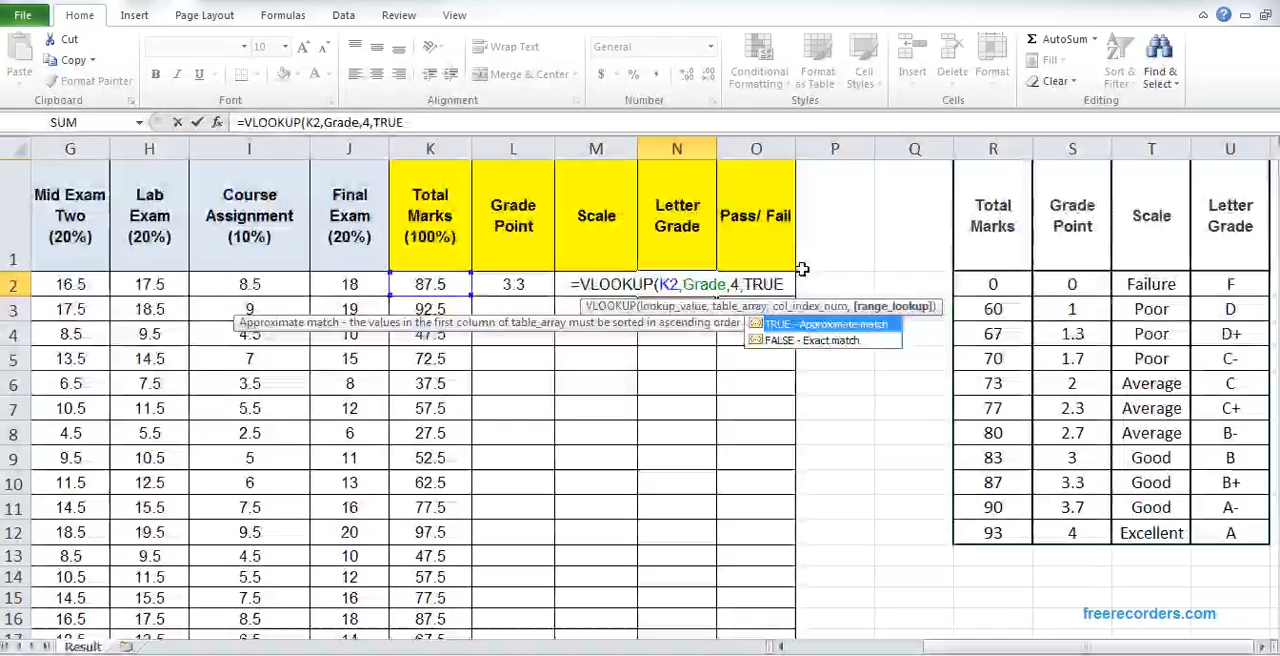 File Home Insert Page Layout Formulas Data Review View
Cut
Copy
Format Painter
Paste
10 A A
B I U A
Wrap Text
Merge & Center
General
$ % ,
Conditional Formatting
Format as Table
Cell Styles
Insert Delete Format
Σ AutoSum
Fill
Clear
Sort & Filter
Find & Select
Clipboard Font Alignment Number Styles Cells Editing
SUM fx =VLOOKUP(K2,Grade,4,TRUE
G H I J K L M N O P Q R S T U
1 Mid Exam Two (20%) Lab Exam (20%) Course Assignment (10%) Final Exam (20%) Total Marks (100%) Grade Point Scale Letter Grade Pass/ Fail Total Marks Grade Point Scale Letter Grade
2 16.5 17.5 8.5 18 87.5 3.3 =VLOOKUP(K2,Grade,4,TRUE 0 0 Failure F
VLOOKUP(lookup_value, table_array, col_index_num, [range_lookup])
3 17.5 18.5 9 19 92.5 60 1 Poor D
Approximate match - the values in the first column of table_array must be sorted in ascending order
TRUE - Approximate match
FALSE - Exact match
4 8.5 9.5 4.5 10 47.5 67 1.3 Poor D+
5 13.5 14.5 7 15 72.5 70 1.7 Poor C-
6 6.5 7.5 3.5 8 37.5 73 2 Average C
7 10.5 11.5 5.5 12 57.5 77 2.3 Average C+
8 4.5 5.5 2.5 6 27.5 80 2.7 Average B-
9 9.5 10.5 5 11 52.5 83 3 Good B
10 11.5 12.5 6 13 62.5 87 3.3 Good B+
11 14.5 15.5 7.5 16 77.5 90 3.7 Good A-
12 18.5 19.5 9.5 20 97.5 93 4 Excellent A
13 8.5 9.5 4.5 10 47.5
14 10.5 11.5 5.5 12 57.5
15 14.5 15.5 7.5 16 77.5
16 16.5 17.5 8.5 18 87.5
freerecorders.com
Result